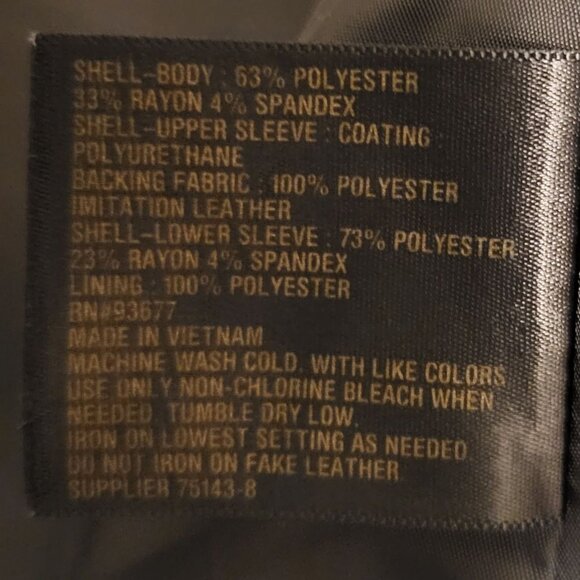 SHELL-BODY : 63% POLYESTER
33% RAYON 4% SPANDEX
SHELL-UPPER SLEEVE : COATING
POLYURETHANE
BACKING FABRIC : 100% POLYESTER
IMITATION LEATHER
SHELL-LOWER SLEEVE : 73% POLYESTER
23% RAYON 4% SPANDEX
LINING : 100% POLYESTER
RN#93677
MADE IN VIETNAM
MACHINE WASH COLD. WITH LIKE COLORS
USE ONLY NON-CHLORINE BLEACH WHEN
NEEDED. TUMBLE DRY LOW.
IRON ON LOWEST SETTING AS NEEDED
DO NOT IRON ON FAKE LEATHER
SUPPLIER 75143-8